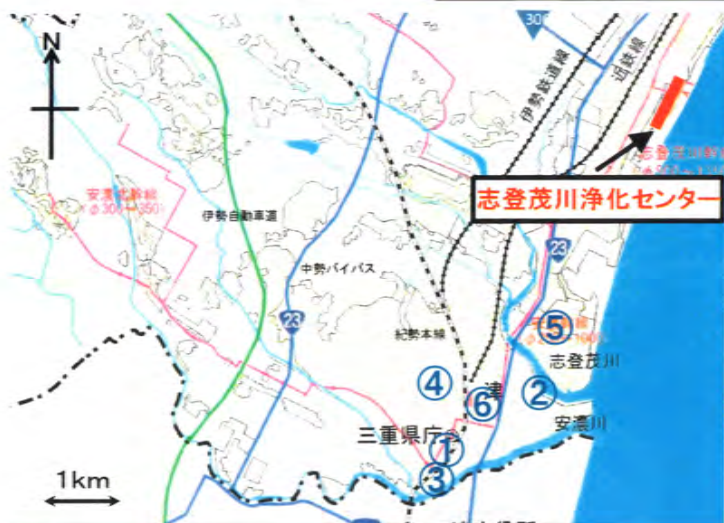 N
306
伊勢鉄道線
近鉄線
志登茂川浄化センター
安濃北幹線
伊勢自動車道
中勢バイパス
23
23
紀勢本線
⑤
志登茂川
④
津
②
⑥
安濃川
三重県庁
①
③
1km